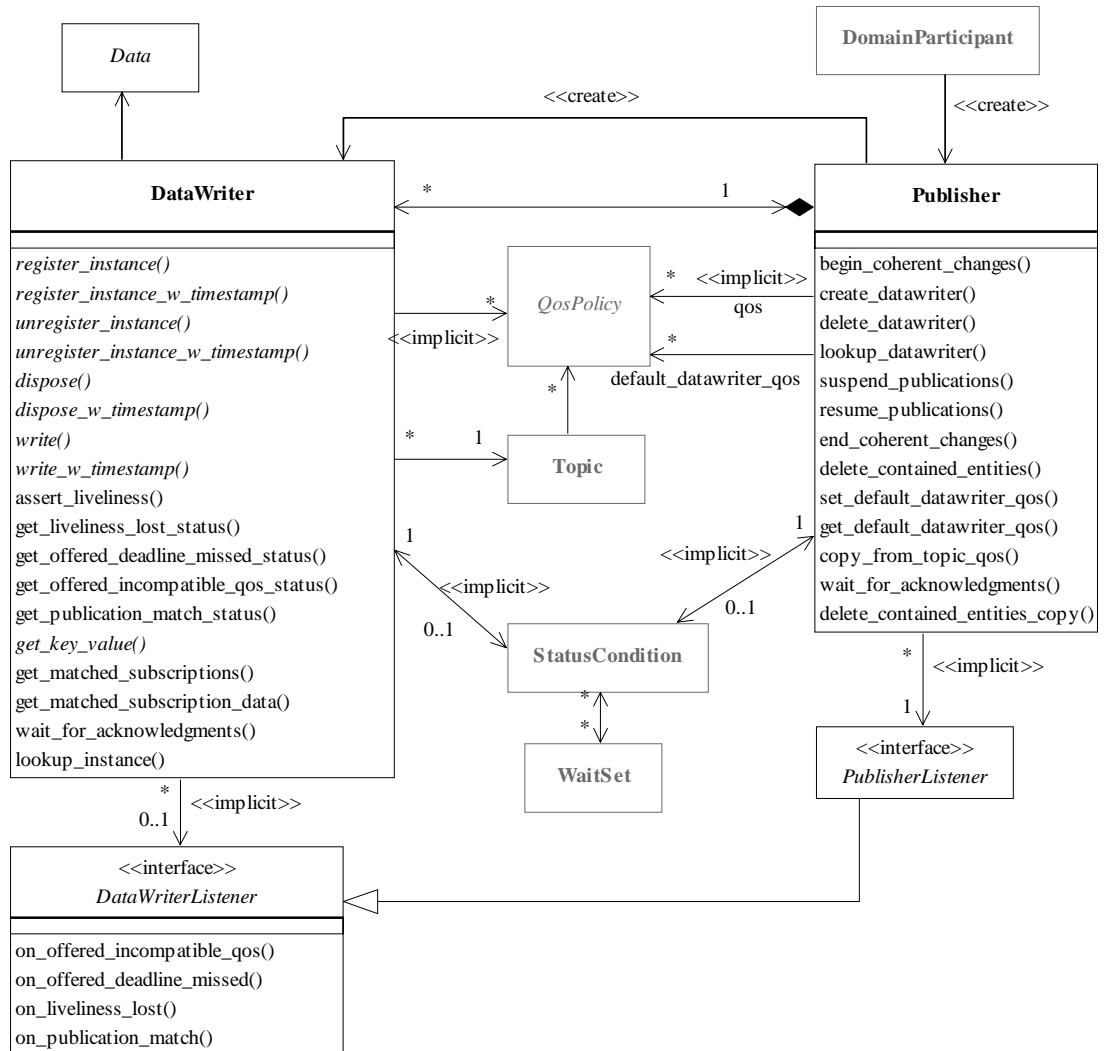 Data
DomainParticipant
<<create>>
<<create>>
DataWriter
*
1
Publisher
register_instance()
register_instance_w_timestamp()
unregister_instance()
unregister_instance_w_timestamp()
dispose()
dispose_w_timestamp()
write()
write_w_timestamp()
assert_liveliness()
get_liveliness_lost_status()
get_offered_deadline_missed_status()
get_offered_incompatible_qos_status()
get_publication_match_status()
get_key_value()
get_matched_subscriptions()
get_matched_subscription_data()
wait_for_acknowledgments()
lookup_instance()
*
<<implicit>>
QosPolicy
*
<<implicit>>
qos
*
default_datawriter_qos
*
*
1
Topic
1
<<implicit>>
0..1
1
<<implicit>>
0..1
StatusCondition
*
*
WaitSet
begin_coherent_changes()
create_datawriter()
delete_datawriter()
lookup_datawriter()
suspend_publications()
resume_publications()
end_coherent_changes()
delete_contained_entities()
set_default_datawriter_qos()
get_default_datawriter_qos()
copy_from_topic_qos()
wait_for_acknowledgments()
delete_contained_entities_copy()
*
<<implicit>>
1
<<interface>>
PublisherListener
*
<<implicit>>
0..1
<<interface>>
DataWriterListener
on_offered_incompatible_qos()
on_offered_deadline_missed()
on_liveliness_lost()
on_publication_match()